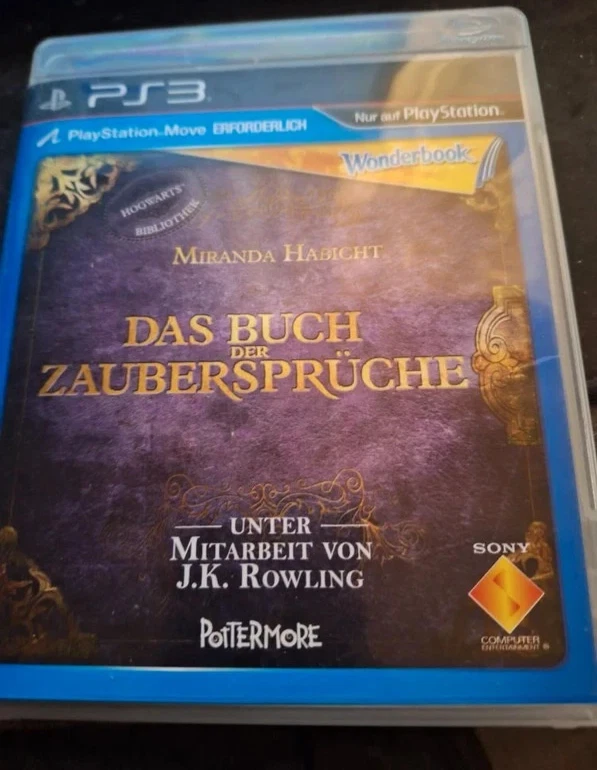 PS3
Nur auf PlayStation®
PlayStation®Move ERFORDERLICH
Wonderbook™
HOGWARTS
BIBLIOTHEK
MIRANDA HABICHT
DAS BUCH
DER
ZAUBERSPRÜCHE
UNTER
MITARBEIT VON
J.K. ROWLING
POTTERMORE
SONY
COMPUTER
ENTERTAINMENT®